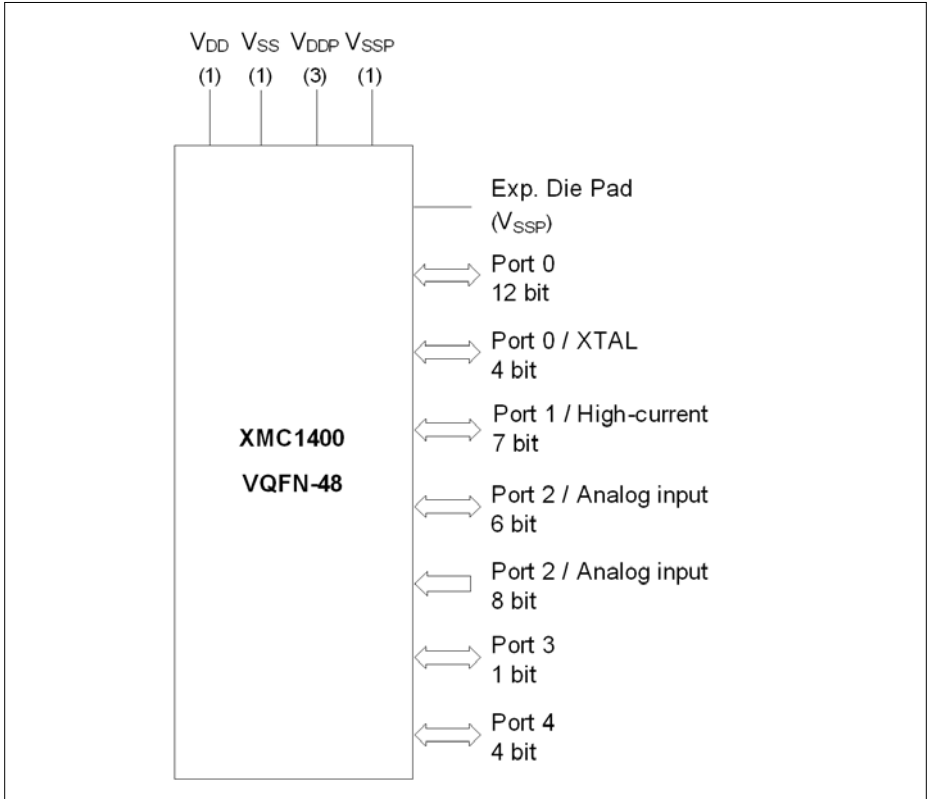 VDD VSS VDDP VSSP
(1) (1) (3) (1)
Exp. Die Pad
(VSSP)
Port 0
12 bit
Port 0 / XTAL
4 bit
Port 1 / High-current
7 bit
XMC1400
VQFN-48
Port 2 / Analog input
6 bit
Port 2 / Analog input
8 bit
Port 3
1 bit
Port 4
4 bit